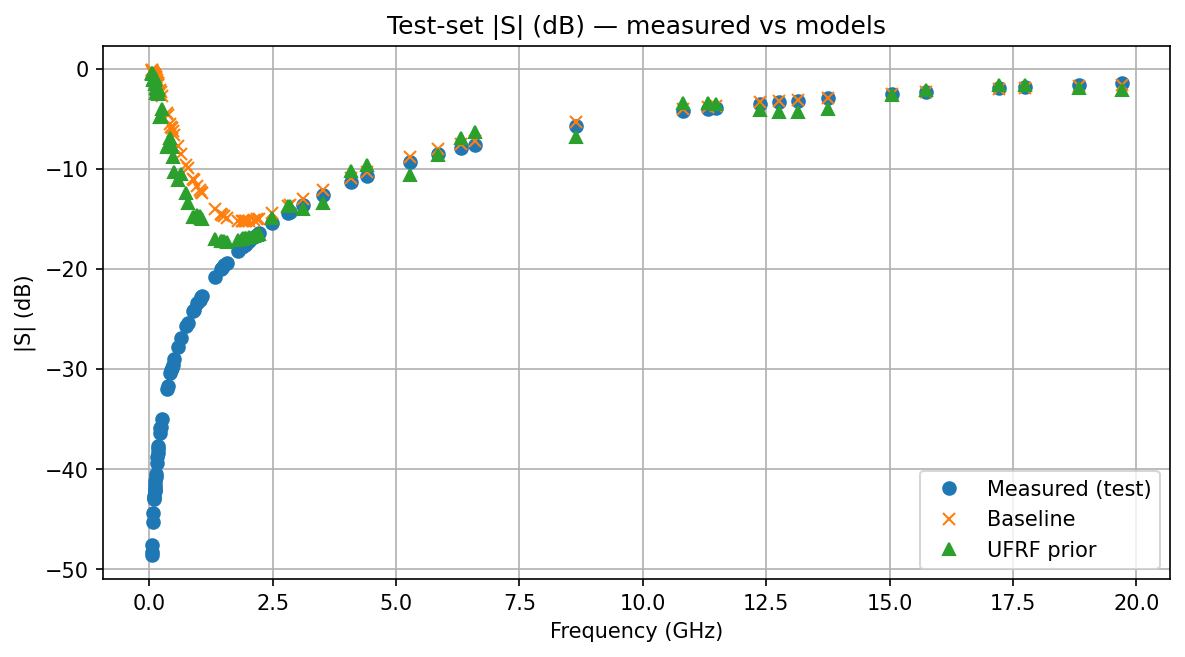 Test-set |S| (dB) — measured vs models
|S| (dB)
0
−10
−20
−30
−40
−50
Measured (test)
Baseline
UFRF prior
0.0 2.5 5.0 7.5 10.0 12.5 15.0 17.5 20.0
Frequency (GHz)